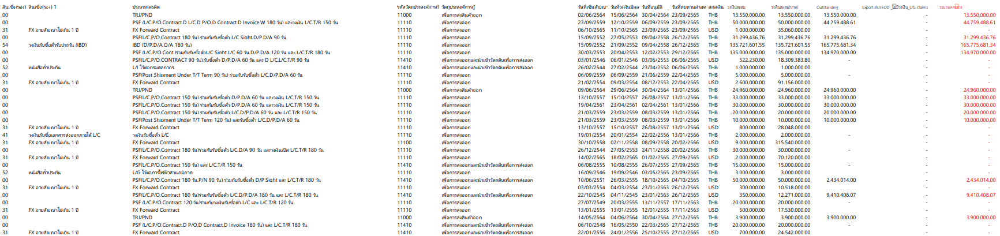 สินเชื่อ(รอง) สินเชื่อ(รอง) 1 ประเภทเครดิต รหัสวัตถุประสงค์การกู้ วัตถุประสงค์การกู้ วันที่เซ็นสัญญา วันที่วงเงินมีผล วันที่อนุมัติ วันที่ทบทวนล่าสุด สกุลเงิน วงเงินสะสม วงเงินสะสม(บาท) Outstanding Export Bills+OD _ไม่มีวงเงิน_L/G claims รวมยอดคงค้าง
00 TRJ/PND 11000 เพื่อการส่งสินค้าออก 02/06/2564 15/06/2564 30/04/2564 23/09/2565 THB 13.550.000.00 13.550.000.00 13.550.000.00 - 13.550.000.00
00 PSF (L/C.P/O.Contract.D L/C.D P/O.D Contract.D Invoice.W 180 วัน) และวงเงิน L/C.T/R 150 วัน 11110 เพื่อการส่งออก 23/09/2559 12/10/2559 06/09/2559 23/09/2565 THB 50.000.000.00 50.000.000.00 44.759.488.61 - 44.759.488.61
31 FX อายุสัญญาไม่เกิน 1 ปี FX Forward Contract 11110 เพื่อการส่งออก 06/10/2565 11/10/2565 23/09/2565 23/09/2565 USD 1.000.000.00 35.060.000.00 - -
00 PSF(L/C.P/O.Contract 180 วัน) ร่วมกับรับซื้อตั๋ว L/C Sight.D/P.D/A 90 วัน 11110 เพื่อการส่งออก 15/09/2552 27/09/2553 09/04/2558 26/12/2565 THB 31.299.436.76 31.299.436.76 31.299.436.76 - 31.299.436.76
54 วงเงินรับซื้อตั๋วรับประกัน (IBD) IBD (D/P.D/A.O/A 180 วัน) 11110 เพื่อการส่งออก 15/09/2552 21/09/2552 09/04/2558 26/12/2565 THB 135.721.601.55 135.721.601.55 165.775.681.34 - 165.775.681.34
00 PSF (L/C.P/O.Cont.)ร่วมกับรับซื้อตั๋วL/C Sight.L/C 60 วัน.D/P.D/A 120 วัน และ L/C.T/R 180 วัน 11110 เพื่อการส่งออก 30/03/2553 20/04/2553 12/02/2553 29/12/2565 THB 135.000.000.00 135.000.000.00 134.970.000.00 - 134.970.000.00
00 PSF(L/C.P/O.CONTRACT 90 วัน).รับซื้อตั๋ว D/P.D/A 60 วัน และ D L/C.L/C.T/R 90 วัน 11410 เพื่อการส่งออกและนำเข้าวัตถุดิบเพื่อการส่งออก 03/01/2546 06/01/2546 03/06/2556 06/06/2565 USD 522.230.00 18.309.383.80 - - -
52 หนังสือค้ำประกัน L/I ไว้ต่อกรมศุลกากร 11410 เพื่อการส่งออกและนำเข้าวัตถุดิบเพื่อการส่งออก 26/02/2544 27/02/2544 23/04/2552 06/06/2565 THB 1.000.000.00 1.000.000.00 - -
00 PSF(Post Shipment Under T/T Term 90 วัน) ร่วมกับรับซื้อตั๋ว L/C.D/P.D/A 60 วัน 11110 เพื่อการส่งออก 06/09/2559 06/09/2559 21/06/2559 22/04/2565 THB 5.000.000.00 5.000.000.00 - - -
31 FX อายุสัญญาไม่เกิน 1 ปี FX Forward Contract 11110 เพื่อการส่งออก 21/02/2554 09/03/2554 08/12/2553 22/04/2565 USD 2.600.000.00 91.156.000.00 - -
00 TRJ/PND 11000 เพื่อการส่งสินค้าออก 09/06/2564 29/06/2564 30/04/2564 13/01/2566 THB 24.960.000.00 24.960.000.00 24.960.000.00 - 24.960.000.00
00 PSF(L/C.P/O.Contract 150 วัน) ร่วมกับรับซื้อตั๋ว D/P.D/A 60 วัน และวงเงิน L/C.T/R 150 วัน 11110 เพื่อการส่งออก 13/10/2557 15/10/2557 26/08/2557 13/01/2566 THB 33.000.000.00 33.000.000.00 33.000.000.00 - 33.000.000.00
00 PSF(L/C.P/O.Contract 150 วัน) ร่วมกับรับซื้อตั๋ว D/P.D/A 60 วัน และวงเงิน L/C.T/R 150 วัน 11110 เพื่อการส่งออก 19/04/2561 23/04/2561 02/04/2561 13/01/2566 THB 30.000.000.00 30.000.000.00 30.000.000.00 - 30.000.000.00
00 PSF(L/C.P/O.Contract 150 วัน) ร่วมกับรับซื้อตั๋ว L/C.D/P.D/A 60 วัน และ L/C.T/R 150 วัน 11110 เพื่อการส่งออก 21/03/2559 23/03/2559 08/03/2559 13/01/2566 THB 20.000.000.00 20.000.000.00 20.000.000.00 - 20.000.000.00
00 PSF(Post Shipment Under T/T Term 120 วัน) และรับซื้อตั๋ว L/C.D/P.D/A 60 วัน 11110 เพื่อการส่งออก 21/03/2559 23/03/2559 08/03/2559 13/01/2566 THB 10.000.000.00 10.000.000.00 10.000.000.00 - 10.000.000.00
31 FX อายุสัญญาไม่เกิน 1 ปี FX Forward Contract 11110 เพื่อการส่งออก 13/10/2557 15/10/2557 26/08/2557 13/01/2566 USD 800.000.00 28.048.000.00 - -
41 วงเงินรับซื้อเอกสารส่งออกภายใต้ L/C วงเงินรับซื้อตั๋ว L/C 11110 เพื่อการส่งออก 19/01/2554 20/01/2554 22/02/2556 13/01/2566 THB 2.000.000.00 2.000.000.00 - - -
31 FX อายุสัญญาไม่เกิน 1 ปี FX Forward Contract 11100 เพื่อการส่งออก 30/10/2558 02/11/2558 08/09/2558 20/02/2566 USD 9.000.000.00 315.540.000.00 - -
00 PSF(L/C.P/O.Contract 180 วัน)ร่วมกับรับซื้อตั๋ว L/C.D/A 90 วัน และวงเงินเปิด L/C.T/R 180 วัน 11110 เพื่อการส่งออก 26/12/2544 27/05/2553 24/11/2558 20/02/2566 THB 30.000.000.00 30.000.000.00 - - -
31 FX อายุสัญญาไม่เกิน 1 ปี FX Forward Contract 11110 เพื่อการส่งออก 14/02/2565 18/02/2565 01/02/2565 27/09/2565 USD 2.000.000.00 70.120.000.00 - -
00 PSF(L/C.P/O.Contract 150 วัน) และ L/C.T/R 150 วัน 11410 เพื่อการส่งออกและนำเข้าวัตถุดิบเพื่อการส่งออก 06/08/2555 10/08/2555 26/07/2555 27/09/2565 THB 15.000.000.00 15.000.000.00 - - -
52 หนังสือค้ำประกัน L/G ไว้ต่อการไฟฟ้าส่วนภูมิภาค 11110 เพื่อการส่งออก 16/09/2546 19/09/2546 03/05/2565 23/09/2565 THB 3.000.000.00 3.000.000.00 - -
00 PSF(L/C.P/O.Contract 180 วัน.P/N 90 วัน) ร่วมกับรับซื้อตั๋ว D/P Sight และ L/C.T/R 180 วัน 11410 เพื่อการส่งออกและนำเข้าวัตถุดิบเพื่อการส่งออก 10/06/2551 26/03/2555 18/10/2565 04/10/2565 THB 50.000.000.00 50.000.000.00 2.434.014.00 - 2.434.014.00
31 FX อายุสัญญาไม่เกิน 1 ปี FX Forward Contract 11110 เพื่อการส่งออก 03/03/2554 04/03/2554 23/01/2563 26/12/2565 USD 300.000.00 10.518.000.00 - -
00 PSF(L/C.P/O.Contract 180 วัน)ร่วมกับรับซื้อตั๋ว L/C.D/P.D/A 180 วัน และ L/C.T/R 180 วัน 11410 เพื่อการส่งออกและนำเข้าวัตถุดิบเพื่อการส่งออก 22/10/2545 04/11/2545 23/01/2563 26/12/2565 USD 350.000.00 12.271.000.00 9.410.408.07 - 9.410.408.07
00 PSF (L/C.P/O.Contract 120 วัน)ร่วมกับวงเงินรับซื้อตั๋ว L/C และ L/C.T/R 120 วัน 11110 เพื่อการส่งออก 27/07/2549 20/03/2555 13/11/2557 17/11/2563 THB 20.000.000.00 20.000.000.00 - - -
31 FX อายุสัญญาไม่เกิน 1 ปี FX Forward Contract 11110 เพื่อการส่งออก 13/01/2555 13/01/2555 12/01/2555 17/11/2563 USD 500.000.00 17.530.000.00 - -
00 TRJ/PND 11000 เพื่อการส่งสินค้าออก 14/05/2564 04/06/2564 30/04/2564 27/12/2565 THB 3.900.000.00 3.900.000.00 3.900.000.00 - 3.900.000.00
00 PSF (L/C.P/O.Contract.D P/O.D Contract.D Invoice 180 วัน) และ L/C.T/R 180 วัน 11410 เพื่อการส่งออกและนำเข้าวัตถุดิบเพื่อการส่งออก 06/10/2548 16/05/2550 22/03/2565 27/12/2565 THB 20.000.000.00 20.000.000.00 - - -
31 FX อายุสัญญาไม่เกิน 1 ปี FX Forward Contract 11410 เพื่อการส่งออกและนำเข้าวัตถุดิบเพื่อการส่งออก 22/01/2556 24/01/2556 25/10/2555 27/12/2565 USD 700.000.00 24.542.000.00 - -